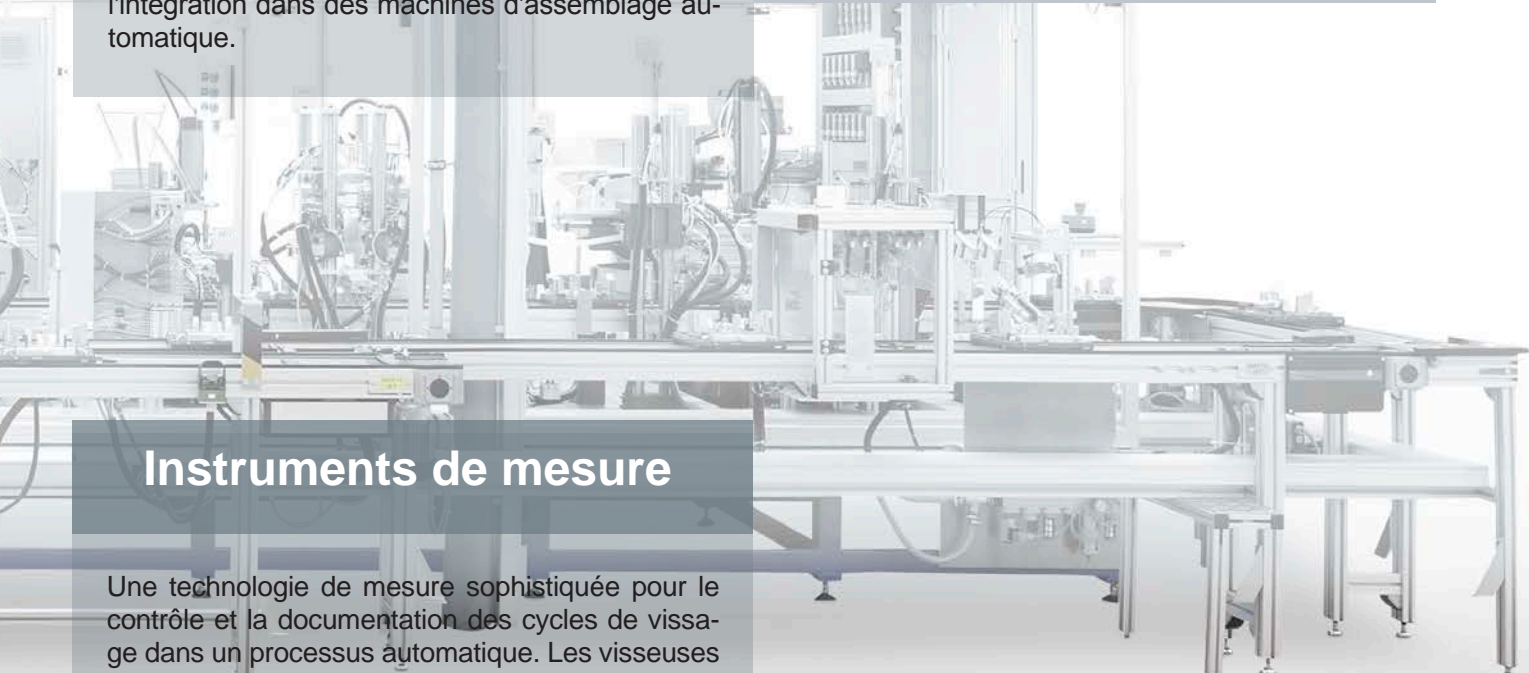 l'intégration dans des machines d'assemblage au-
tomatique.
Instruments de mesure
Une technologie de mesure sophistiquée pour le
contrôle et la documentation des cycles de vissa-
ge dans un processus automatique. Les visseuses